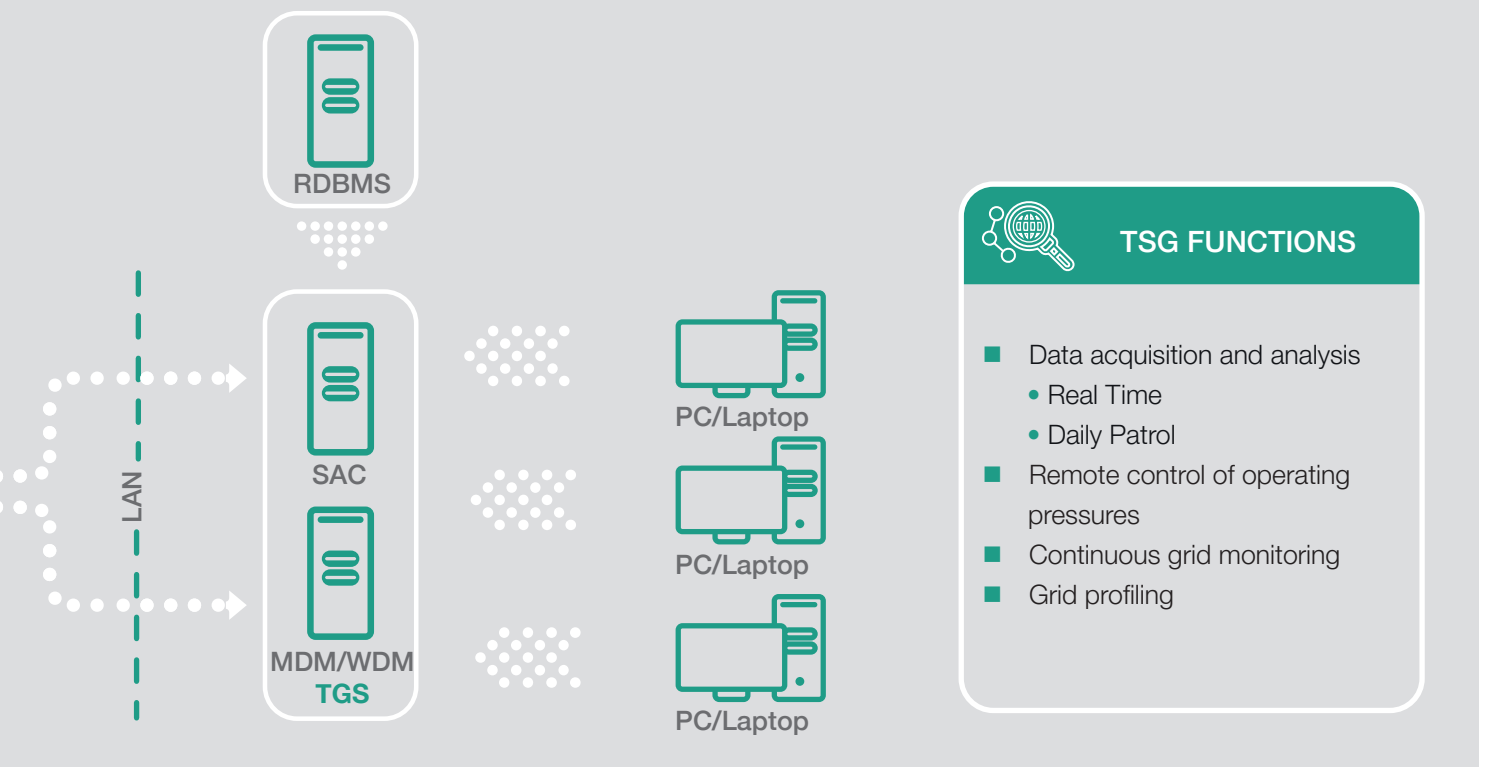 RDBMS
LAN
SAC
MDM/WDM
TGS
PC/Laptop
PC/Laptop
PC/Laptop
TSG FUNCTIONS
■ Data acquisition and analysis
• Real Time
• Daily Patrol
■ Remote control of operating
pressures
■ Continuous grid monitoring
■ Grid profiling